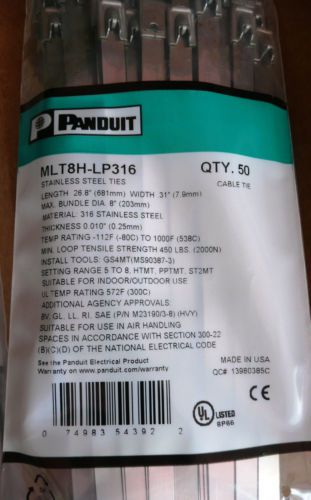 PANDUIT
MLT8H-LP316 QTY. 50
STAINLESS STEEL TIES CABLE TIE
LENGTH 26.8" (681mm) WIDTH .31" (7.9mm)
MAX. BUNDLE DIA. 8" (203mm)
MATERIAL: 316 STAINLESS STEEL
THICKNESS 0.010" (0.25mm)
TEMP RATING -112F (-80C) TO 1000F (538C)
MIN. LOOP TENSILE STRENGTH 450 LBS. (2000N)
INSTALL TOOLS: GS4MT(MS90387-3)
SETTING RANGE 5 TO 8, HTMT, PPTMT, ST2MT
SUITABLE FOR INDOOR/OUTDOOR USE
UL TEMP RATING 572F (300C)
ADDITIONAL AGENCY APPROVALS:
BV, GL, LL, RI, SAE (P/N M23190/3-8) (HVY)
SUITABLE FOR USE IN AIR HANDLING
SPACES IN ACCORDANCE WITH SECTION 300-22
(B)(C)(D) OF THE NATIONAL ELECTRICAL CODE
See the Panduit Electrical Product
Warranty on www.panduit.com/warranty
MADE IN USA
QC# 13980385C
UL LISTED CE
8P66
0 74983 54392 2